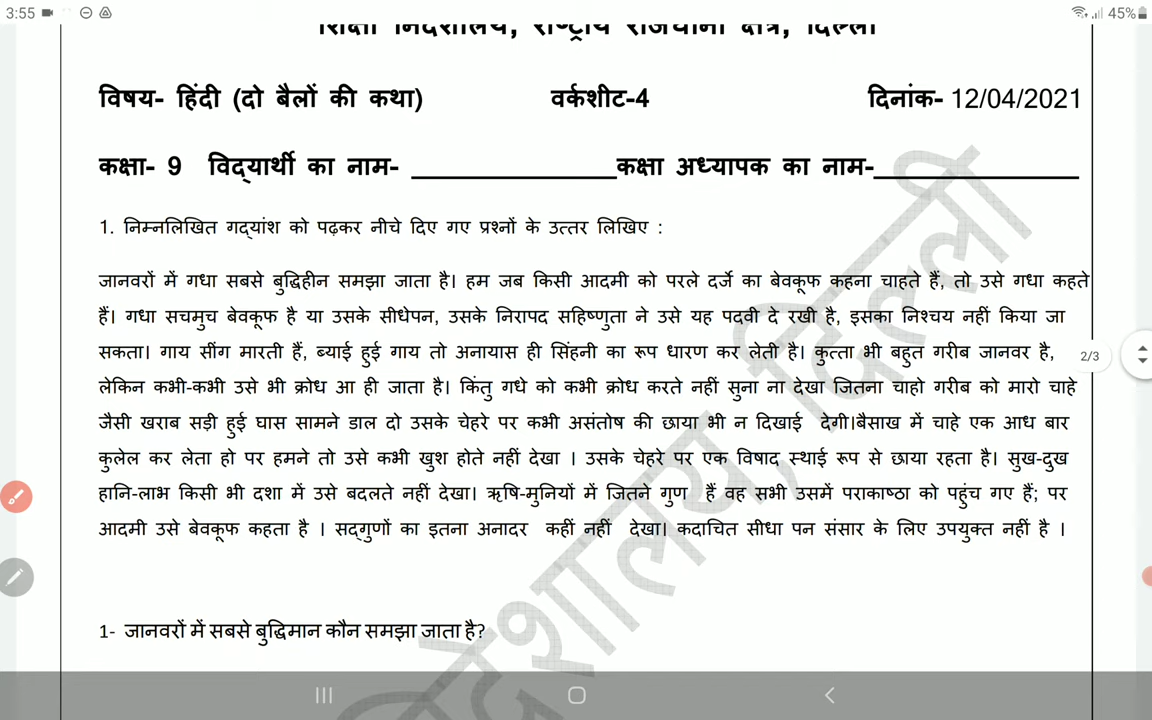 3:55
45%
शिक्षा निदेशालय, राष्ट्रीय राजधानी क्षेत्र, दिल्ली
विषय- हिंदी (दो बैलों की कथा) वर्कशीट-4 दिनांक- 12/04/2021
कक्षा- 9 विद्यार्थी का नाम- _______________कक्षा अध्यापक का नाम-_______________
1. निम्नलिखित गद्यांश को पढ़कर नीचे दिए गए प्रश्नों के उत्तर लिखिए :
जानवरों में गधा सबसे बुद्धिहीन समझा जाता है। हम जब किसी आदमी को परले दर्जे का बेवकूफ कहना चाहते हैं, तो उसे गधा कहते
हैं। गधा सचमुच बेवकूफ है या उसके सीधेपन, उसके निरापद सहिष्णुता ने उसे यह पदवी दे रखी है, इसका निश्चय नहीं किया जा
सकता। गाय सींग मारती हैं, ब्याई हुई गाय तो अनायास ही सिंहनी का रूप धारण कर लेती है। कुत्ता भी बहुत गरीब जानवर है,
2/3
लेकिन कभी-कभी उसे भी क्रोध आ ही जाता है। किंतु गधे को कभी क्रोध करते नहीं सुना ना देखा जितना चाहो गरीब को मारो चाहे
जैसी खराब सड़ी हुई घास सामने डाल दो उसके चेहरे पर कभी असंतोष की छाया भी न दिखाई देगी।बैसाख में चाहे एक आध बार
कुलेल कर लेता हो पर हमने तो उसे कभी खुश होते नहीं देखा । उसके चेहरे पर एक विषाद स्थाई रूप से छाया रहता है। सुख-दुख
हानि-लाभ किसी भी दशा में उसे बदलते नहीं देखा। ऋषि-मुनियों में जितने गुण हैं वह सभी उसमें पराकाष्ठा को पहुंच गए हैं; पर
आदमी उसे बेवकूफ कहता है । सद्गुणों का इतना अनादर कहीं नहीं देखा। कदाचित सीधा पन संसार के लिए उपयुक्त नहीं है ।
1- जानवरों में सबसे बुद्धिमान कौन समझा जाता है?
देशालय, दिल्ली